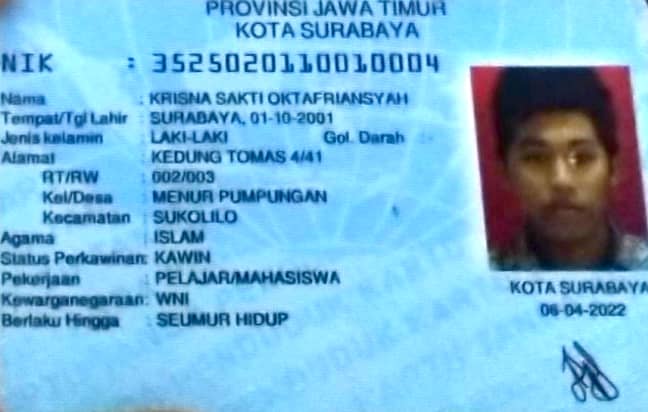 PROVINSI JAWA TIMUR
KOTA SURABAYA
NIK : 3525020110010004
Nama : KRISNA SAKTI OKTAFRIANSYAH
Tempat/Tgl Lahir : SURABAYA, 01-10-2001
Jenis kelamin : LAKI-LAKI Gol. Darah : -
Alamat : KEDUNG TOMAS 4/41
RT/RW : 002/003
Kel/Desa : MENUR PUMPUNGAN
Kecamatan : SUKOLILO
Agama : ISLAM
Status Perkawinan: KAWIN
Pekerjaan : PELAJAR/MAHASISWA
Kewarganegaraan: WNI
Berlaku Hingga : SEUMUR HIDUP
KOTA SURABAYA
06-04-2022